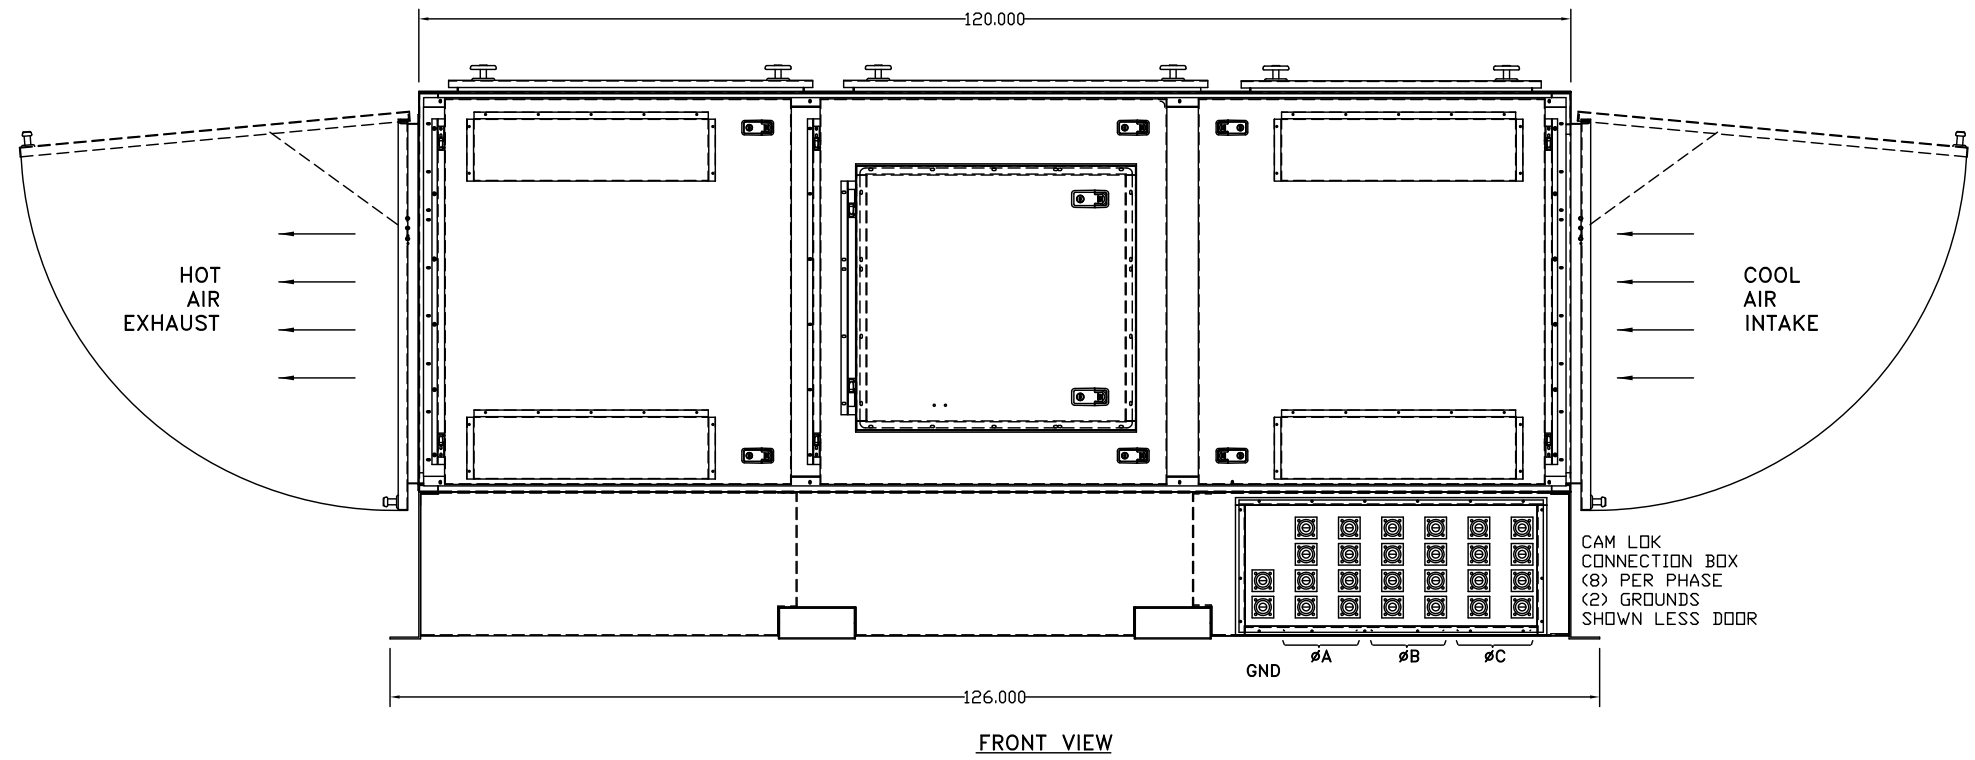 120.000
HOT
AIR
EXHAUST
COOL
AIR
INTAKE
CAM LOK
CONNECTION BOX
(8) PER PHASE
(2) GROUNDS
SHOWN LESS DOOR
GND
øA
øB
øC
126.000
FRONT VIEW